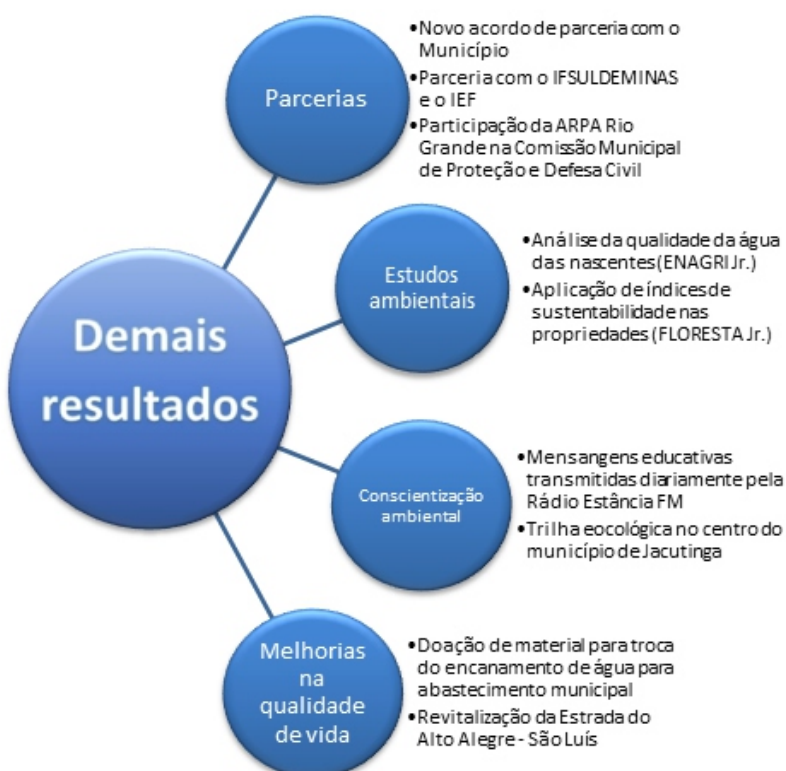 Demais
resultados
Parcerias
•Novo acordo de parceria com o
Município
•Parceria com o IFSULDEMINAS
e o IEF
•Participação da ARPA Rio
Grande na Comissão Municipal
de Proteção e Defesa Civil
Estudos
ambientais
•Análise da qualidade da água
das nascentes (ENAGRI Jr.)
•Aplicação de índices de
sustentabilidade nas
propriedades (FLORESTA Jr.)
Conscientização
ambiental
•Mensangens educativas
transmitidas diariamente pela
Rádio Estância FM
•Trilha eocológica no centro do
município de Jacutinga
Melhorias
na
qualidade
de vida
•Doação de material para troca
do encanamento de água para
abastecimento municipal
•Revitalização da Estrada do
Alto Alegre - São Luís